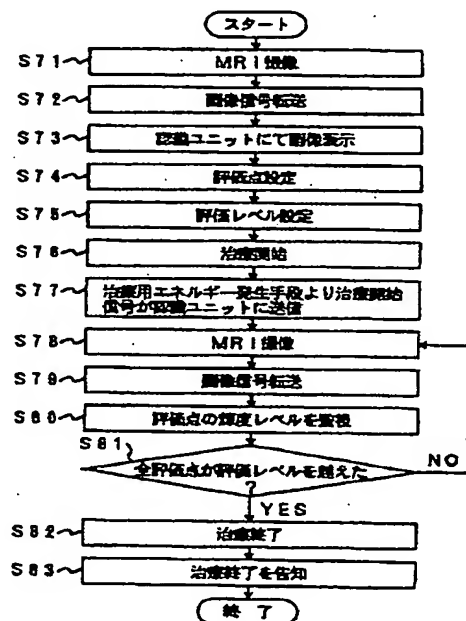 スタート
S71 MRI撮像
S72 画像信号転送
S73 認識ユニットにて画像表示
S74 評価点設定
S75 評価レベル設定
S76 治療開始
S77 治療用エネルギー発生手段より治療開始
信号が認識ユニットに送信
S78 MRI撮像
S79 画像信号転送
S80 評価点の輝度レベルを監視
S81 全評価点が評価レベルを越えた
?
NO
YES
S82 治療終了
S83 治療終了を告知
終了